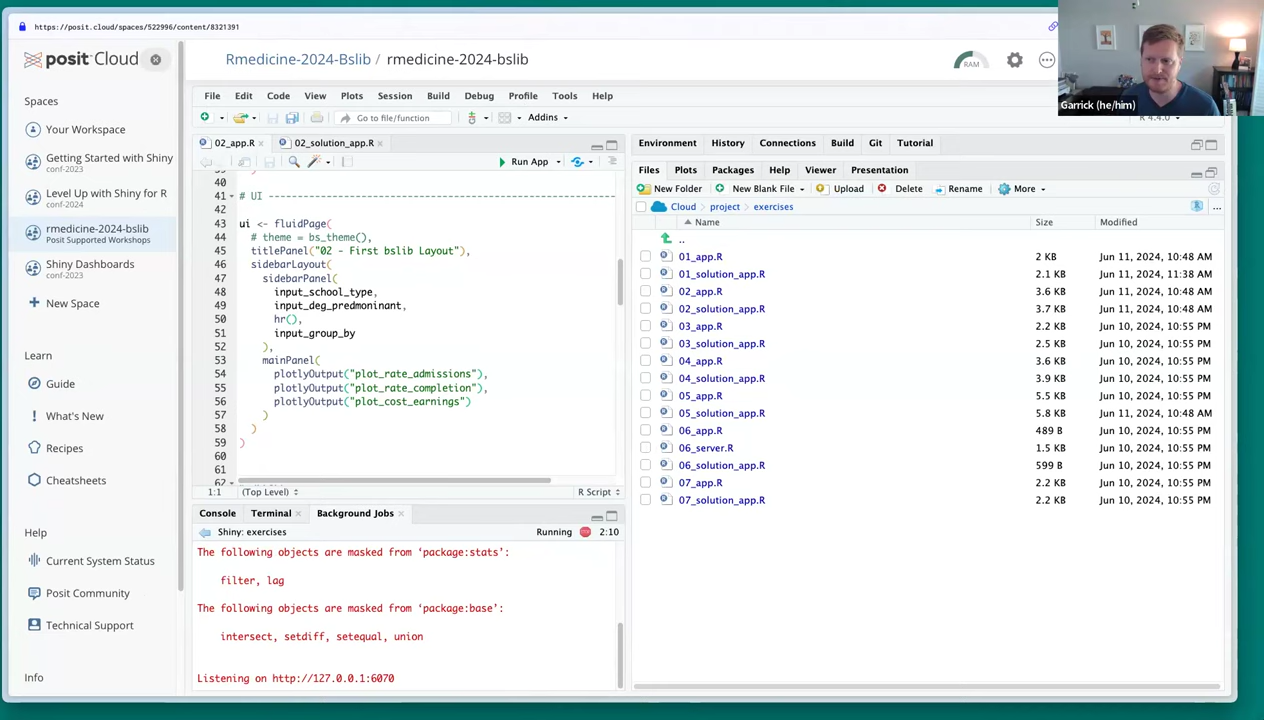 https://posit.cloud/spaces/522996/content/8321391
posit Cloud
Rmedicine-2024-Bslib / rmedicine-2024-bslib
RAM
Garrick (he/him)
R 4.4.0
Spaces
Your Workspace
Getting Started with Shiny
conf-2023
Level Up with Shiny for R
conf-2024
rmedicine-2024-bslib
Posit Supported Workshops
Shiny Dashboards
conf-2023
New Space
Learn
Guide
What's New
Recipes
Cheatsheets
Help
Current System Status
Posit Community
Technical Support
Info
File Edit Code View Plots Session Build Debug Profile Tools Help
Go to file/function Addins
02_app.R 02_solution_app.R
Run App
39 )
40
41 # UI ----------------------------------------------------------
42
43 ui <- fluidPage(
44 # theme = bs_theme(),
45 titlePanel("02 - First bslib Layout"),
46 sidebarLayout(
47 sidebarPanel(
48 input_school_type,
49 input_deg_predmoninant,
50 hr(),
51 input_group_by
52 ),
53 mainPanel(
54 plotlyOutput("plot_rate_admissions"),
55 plotlyOutput("plot_rate_completion"),
56 plotlyOutput("plot_cost_earnings")
57 )
58 )
59 )
60
61
62
1:1 (Top Level) R Script
Console Terminal Background Jobs
Shiny: exercises Running 2:10
The following objects are masked from ‘package:stats’:
filter, lag
The following objects are masked from ‘package:base’:
intersect, setdiff, setequal, union
Listening on http://127.0.0.1:6070
Environment History Connections Build Git Tutorial
Files Plots Packages Help Viewer Presentation
New Folder New Blank File Upload Delete Rename More
Cloud project exercises ...
Name Size Modified
..
01_app.R 2 KB Jun 11, 2024, 10:48 AM
01_solution_app.R 2.1 KB Jun 11, 2024, 11:38 AM
02_app.R 3.6 KB Jun 11, 2024, 10:48 AM
02_solution_app.R 3.7 KB Jun 11, 2024, 10:48 AM
03_app.R 2.2 KB Jun 10, 2024, 10:55 PM
03_solution_app.R 2.5 KB Jun 10, 2024, 10:55 PM
04_app.R 3.6 KB Jun 10, 2024, 10:55 PM
04_solution_app.R 3.9 KB Jun 10, 2024, 10:55 PM
05_app.R 5.5 KB Jun 10, 2024, 10:55 PM
05_solution_app.R 5.8 KB Jun 11, 2024, 10:48 AM
06_app.R 489 B Jun 10, 2024, 10:55 PM
06_server.R 1.5 KB Jun 10, 2024, 10:55 PM
06_solution_app.R 599 B Jun 10, 2024, 10:55 PM
07_app.R 2.2 KB Jun 10, 2024, 10:55 PM
07_solution_app.R 2.2 KB Jun 10, 2024, 10:55 PM